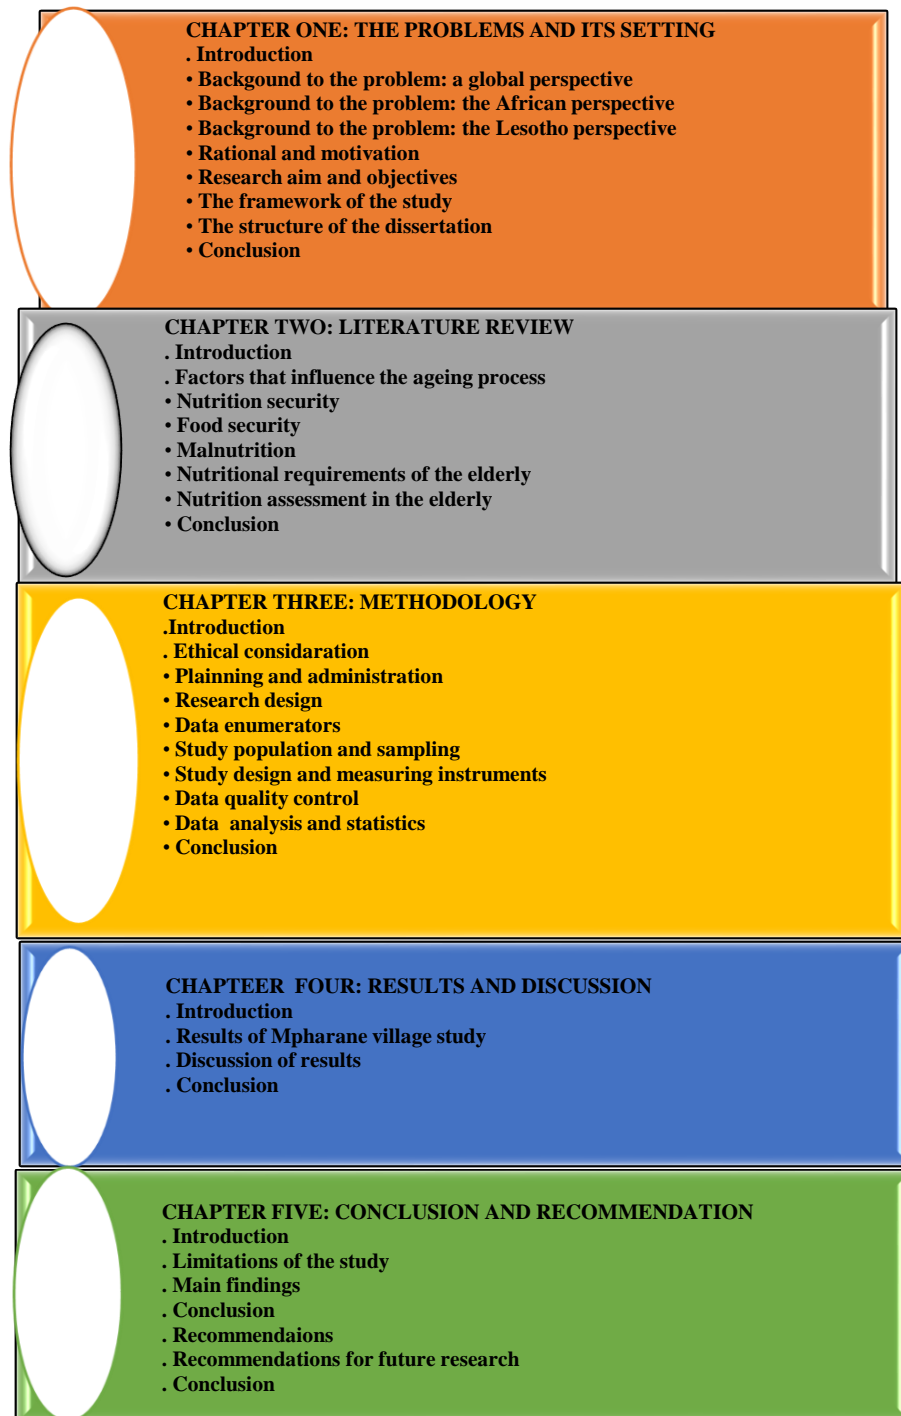 CHAPTER ONE: THE PROBLEMS AND ITS SETTING
. Introduction
• Backgound to the problem: a global perspective
• Background to the problem: the African perspective
• Background to the problem: the Lesotho perspective
• Rational and motivation
• Research aim and objectives
• The framework of the study
• The structure of the dissertation
• Conclusion
CHAPTER TWO: LITERATURE REVIEW
. Introduction
. Factors that influence the ageing process
• Nutrition security
• Food security
• Malnutrition
• Nutritional requirements of the elderly
• Nutrition assessment in the elderly
• Conclusion
CHAPTER THREE: METHODOLOGY
.Introduction
. Ethical considaration
• Plainning and administration
• Research design
• Data enumerators
• Study population and sampling
• Study design and measuring instruments
• Data quality control
• Data  analysis and statistics
• Conclusion
CHAPTEER  FOUR: RESULTS AND DISCUSSION
. Introduction
. Results of Mpharane village study
. Discussion of results
. Conclusion
CHAPTER FIVE: CONCLUSION AND RECOMMENDATION
. Introduction
. Limitations of the study
. Main findings
. Conclusion
. Recommendaions
. Recommendations for future research
. Conclusion